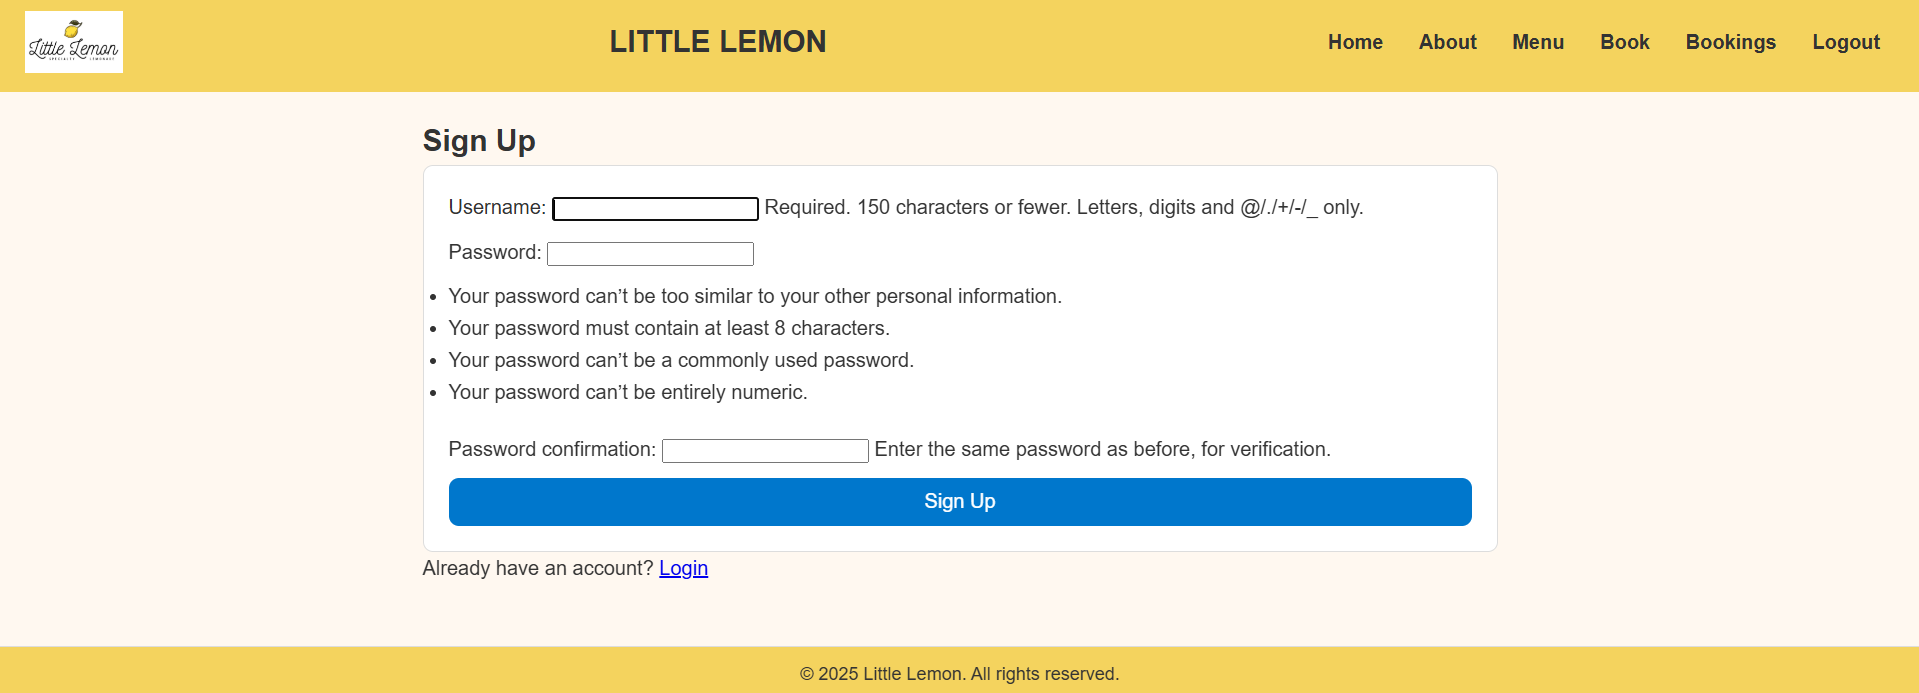 Little Lemon
SPECIALTY LEMONADE
LITTLE LEMON
Home About Menu Book Bookings Logout
Sign Up
Username: Required. 150 characters or fewer. Letters, digits and @/./+/-/_ only.
Password:
• Your password can’t be too similar to your other personal information.
• Your password must contain at least 8 characters.
• Your password can’t be a commonly used password.
• Your password can’t be entirely numeric.
Password confirmation: Enter the same password as before, for verification.
Sign Up
Already have an account? Login
© 2025 Little Lemon. All rights reserved.